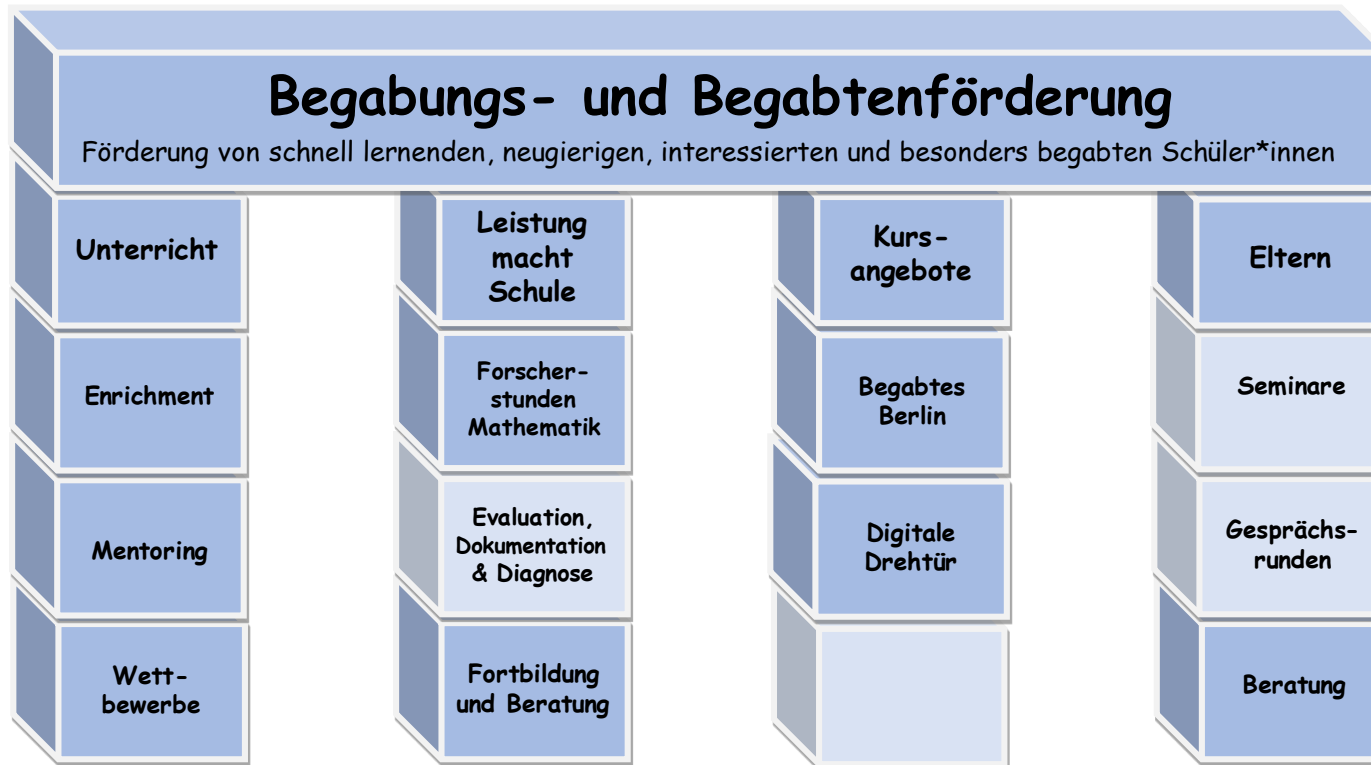 Begabungs- und Begabtenförderung
Förderung von schnell lernenden, neugierigen, interessierten und besonders begabten Schüler*innen
Unterricht
Enrichment
Mentoring
Wett-
bewerbe
Leistung
macht
Schule
Forscher-
stunden
Mathematik
Evaluation,
Dokumentation
& Diagnose
Fortbildung
und Beratung
Kurs-
angebote
Begabtes
Berlin
Digitale
Drehtür
Eltern
Seminare
Gesprächs-
runden
Beratung